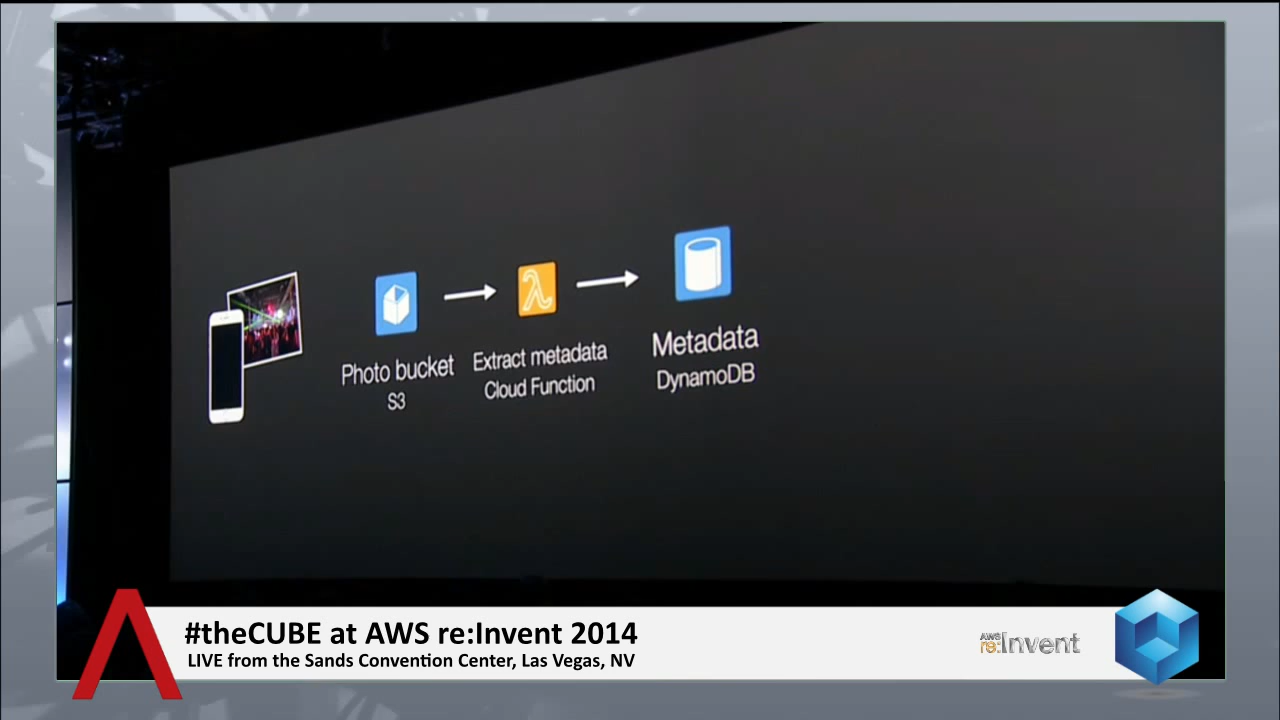 Photo bucket
S3
Extract metadata
Cloud Function
Metadata
DynamoDB
#theCUBE at AWS re:Invent 2014
LIVE from the Sands Convention Center, Las Vegas, NV
AWS
re:Invent